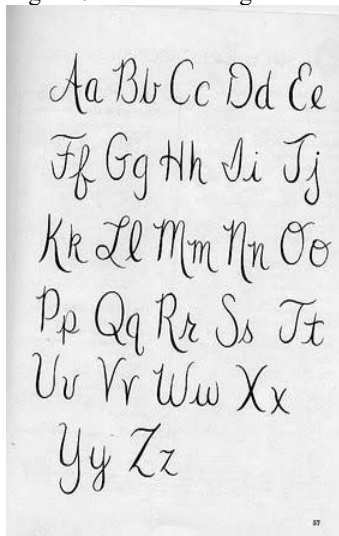 Aa Bb Cc Dd Ee
Ff Gg Hh Ii Jj
Kk Ll Mm Nn Oo
Pp Qq Rr Ss Tt
Uu Vv Ww Xx
Yy Zz
57